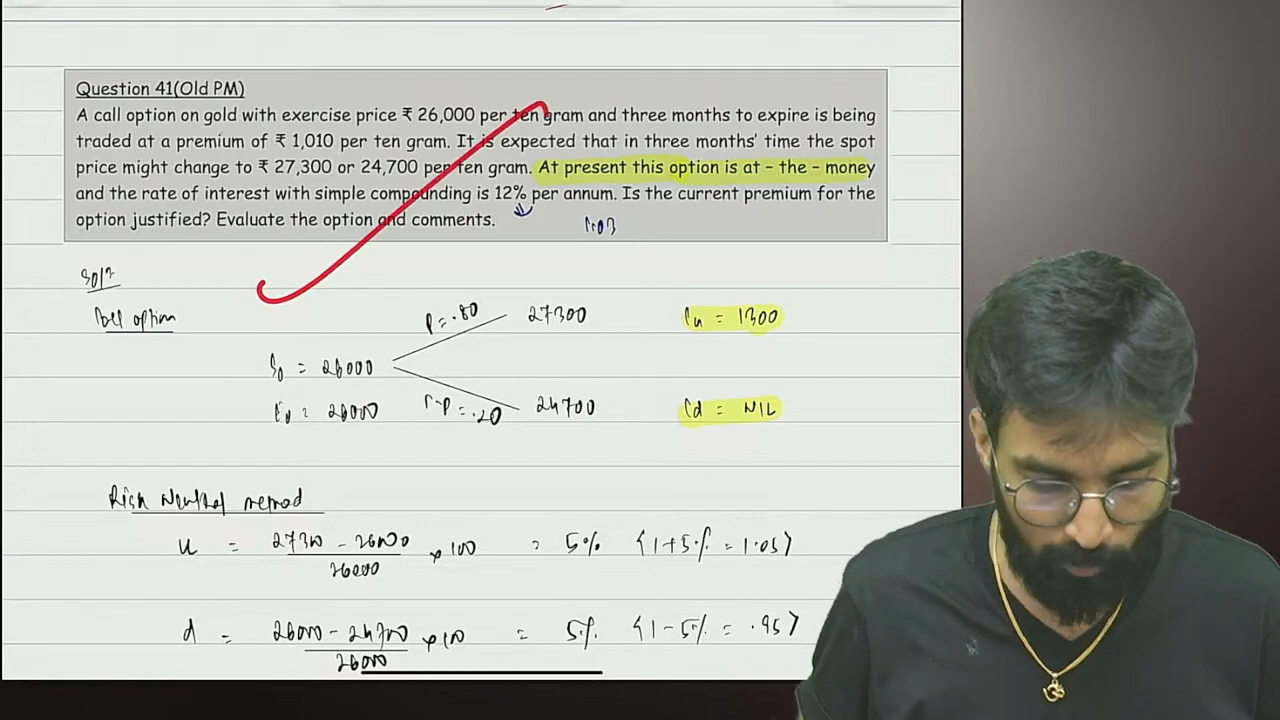 Question 41(Old PM)
A call option on gold with exercise price ₹ 26,000 per ten gram and three months to expire is being
traded at a premium of ₹ 1,010 per ten gram. It is expected that in three months' time the spot
price might change to ₹ 27,300 or 24,700 per ten gram. At present this option is at – the – money
and the rate of interest with simple compounding is 12% per annum. Is the current premium for the
option justified? Evaluate the option and comments.
1.03
Soln
Call option
P = .80 27300 Cu = 1300
S0 = 26000
26000 1-P = .20 24700 Cd = NIL
Risk Neutral method
u = 27300 - 26000 / 26000 × 100 = 5% {1+5% = 1.05}
d = 26000 - 24700 / 26000 × 100 = 5% {1-5% = .95}